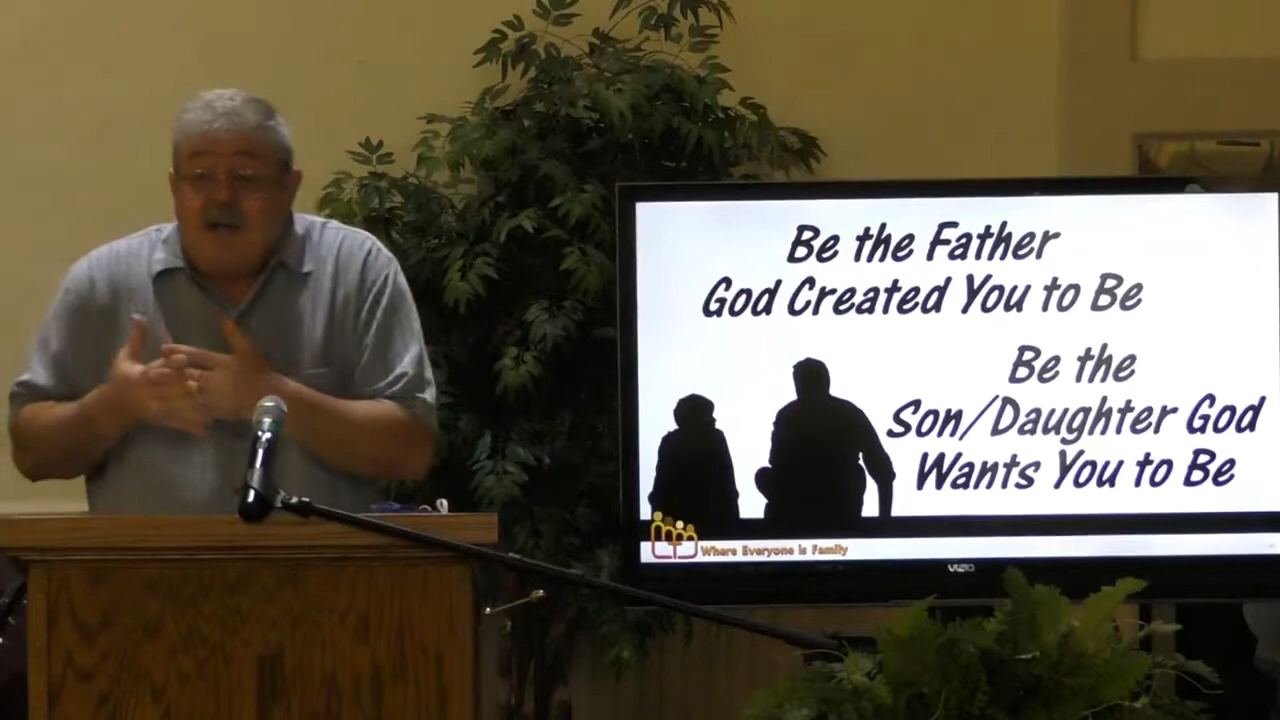 Be the Father
God Created You to Be
Be the
Son/Daughter God
Wants You to Be
Where Everyone is Family
VIZIO